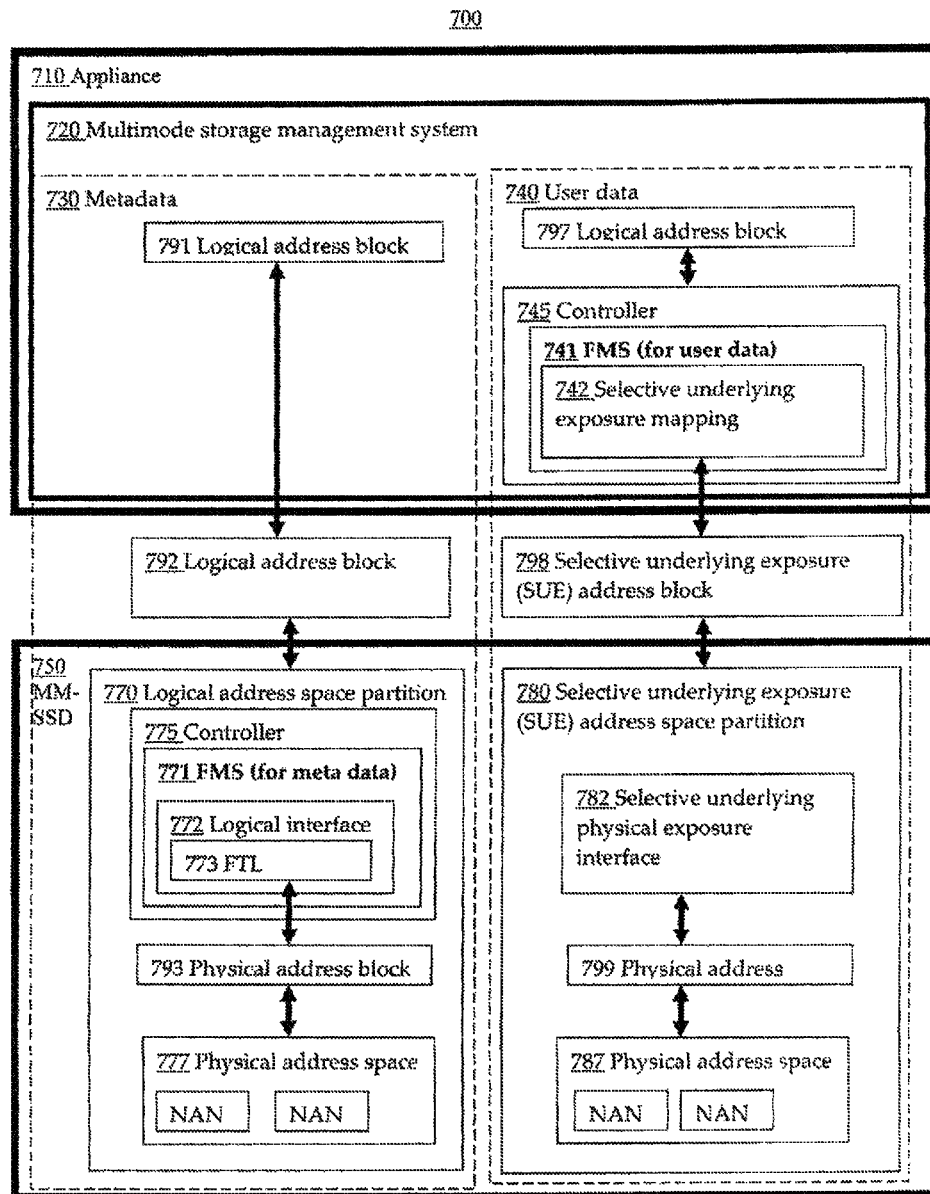 700
710 Appliance
720 Multimode storage management system
730 Metadata
791 Logical address block
740 User data
797 Logical address block
745 Controller
741 FMS (for user data)
742 Selective underlying
exposure mapping
792 Logical address block
798 Selective underlying exposure
(SUE) address block
750
MM-
SSD
770 Logical address space partition
775 Controller
771 FMS (for meta data)
772 Logical interface
773 FTL
793 Physical address block
777 Physical address space
NAN
NAN
780 Selective underlying exposure
(SUE) address space partition
782 Selective underlying
physical exposure
interface
799 Physical address
787 Physical address space
NAN
NAN